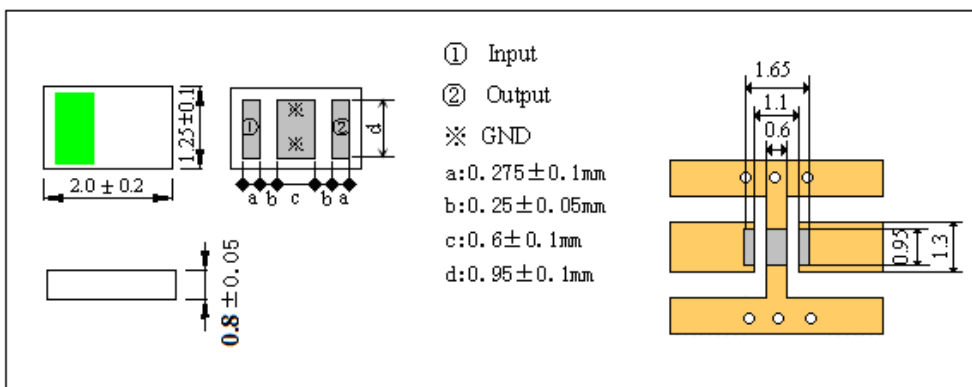 ① Input
② Output
※ GND
a:0.275±0.1mm
b:0.25±0.05mm
c:0.6±0.1mm
d:0.95±0.1mm
2.0 ± 0.2
1.25±0.1
① ※ ※ ②
d
a b c b a
0.8±0.05
1.65
1.1
0.6
0.95
1.3